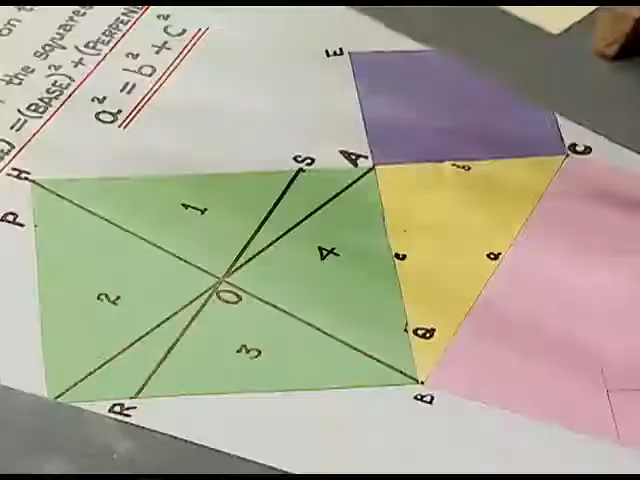 on t
the squares
=(BASE)² + (PERPEN
a² = b² + c²
E
S
A
C
H
P
1
b
4
c
a
2
O
3
Q
R
B